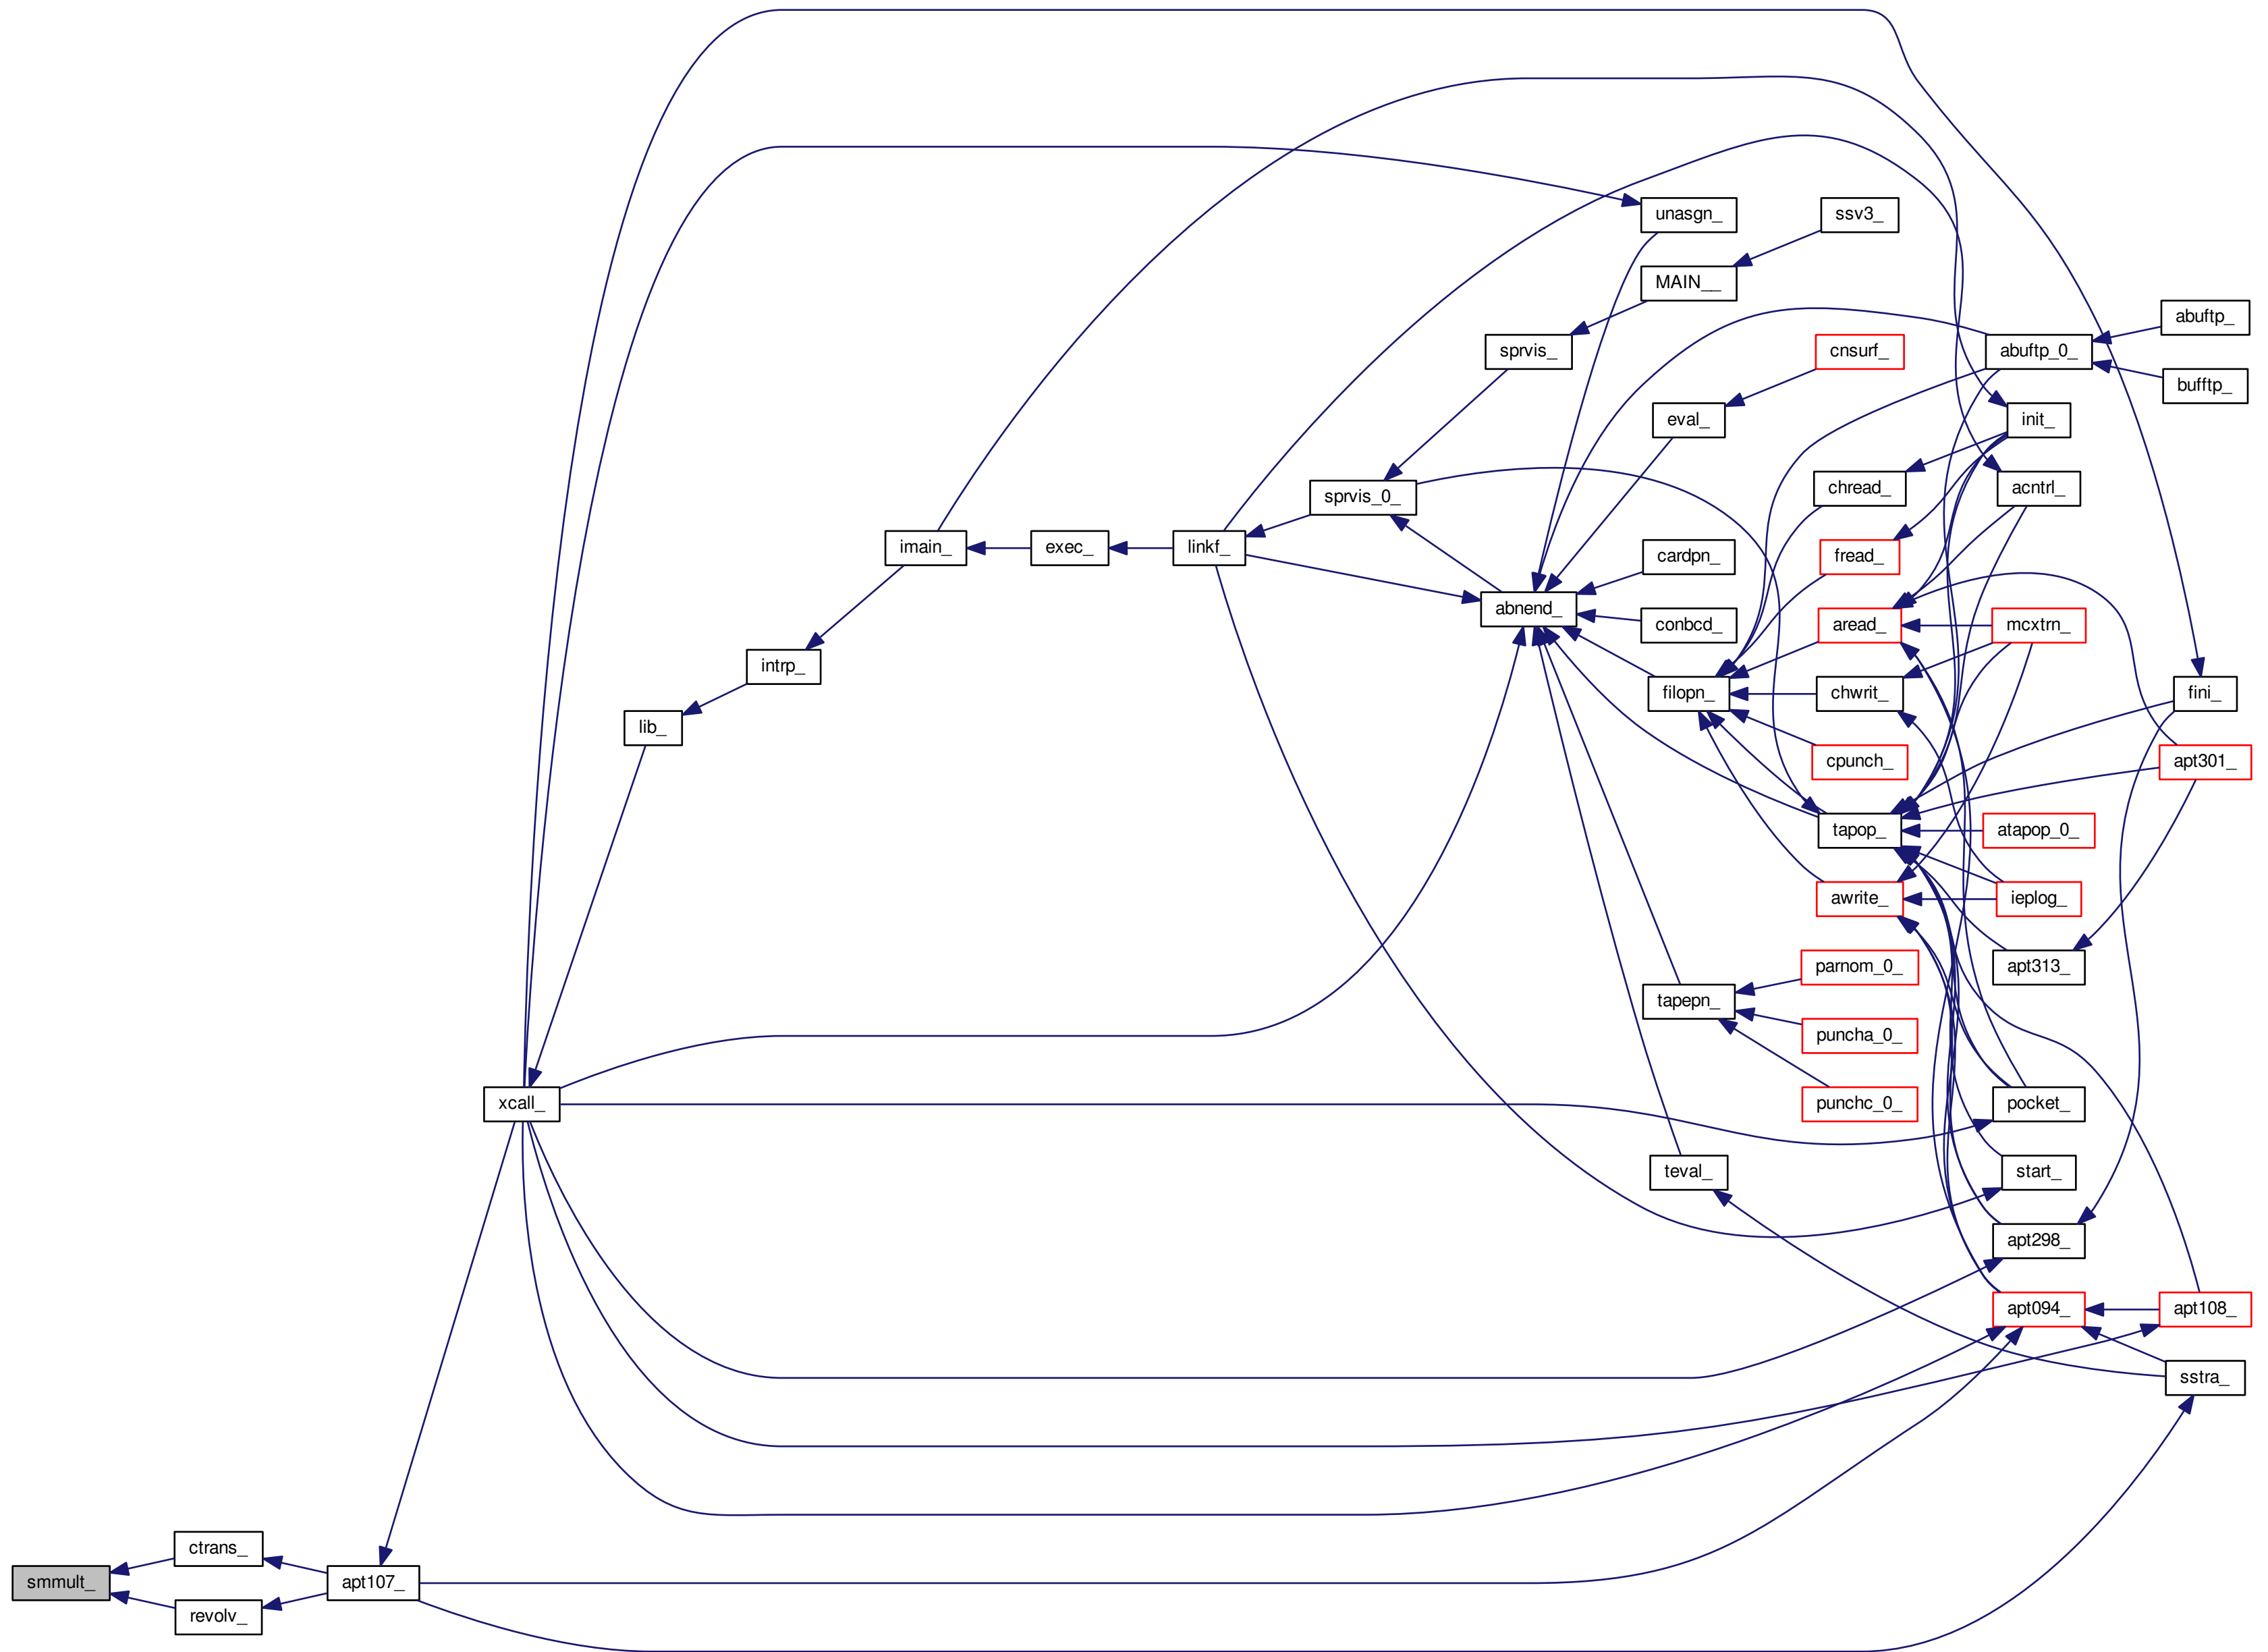 unasgn_
ssv3_
MAIN__
abuftp_
sprvis_
cnsurf_
abuftp_0_
bufftp_
eval_
init_
chread_
acntrl_
sprvis_0_
imain_
exec_
linkf_
cardpn_
fread_
abnend_
conbcd_
aread_
mcxtrn_
intrp_
filopn_
chwrit_
fini_
lib_
cpunch_
apt301_
tapop_
atapop_0_
awrite_
ieplog_
parnom_0_
apt313_
tapepn_
puncha_0_
xcall_
punchc_0_
pocket_
teval_
start_
apt298_
apt094_
apt108_
sstra_
ctrans_
smmult_
apt107_
revolv_